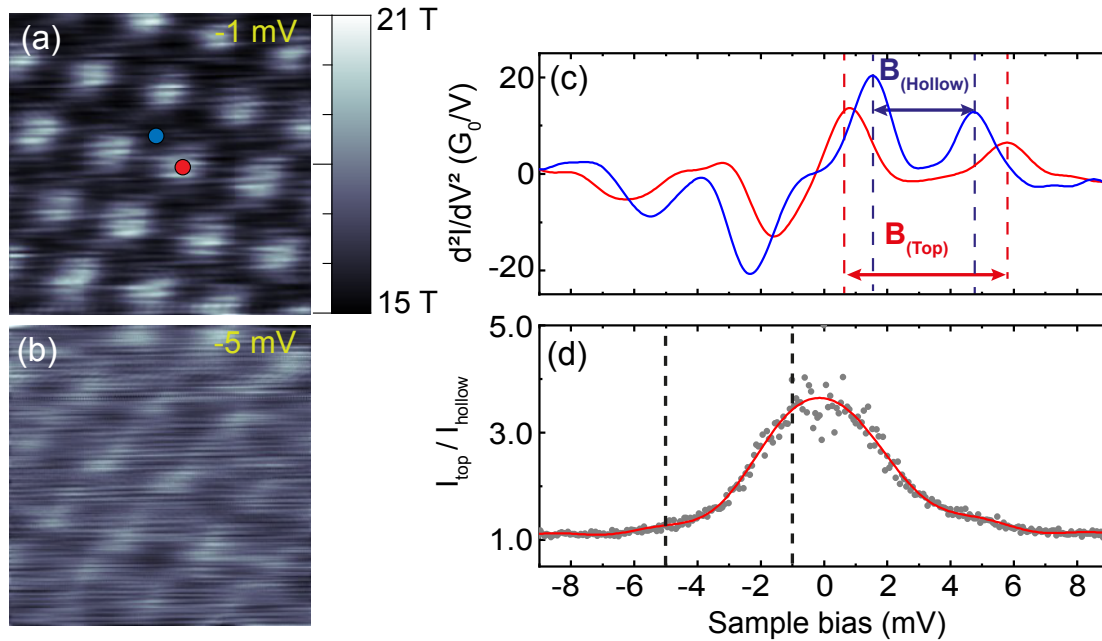 (a)
-1 mV
21 T
15 T
(b)
-5 mV
(c)
d²I/dV² (G₀/V)
20
0
-20
B(Hollow)
B(Top)
(d)
I_top / I_hollow
5.0
3.0
1.0
-8 -6 -4 -2 0 2 4 6 8
Sample bias (mV)